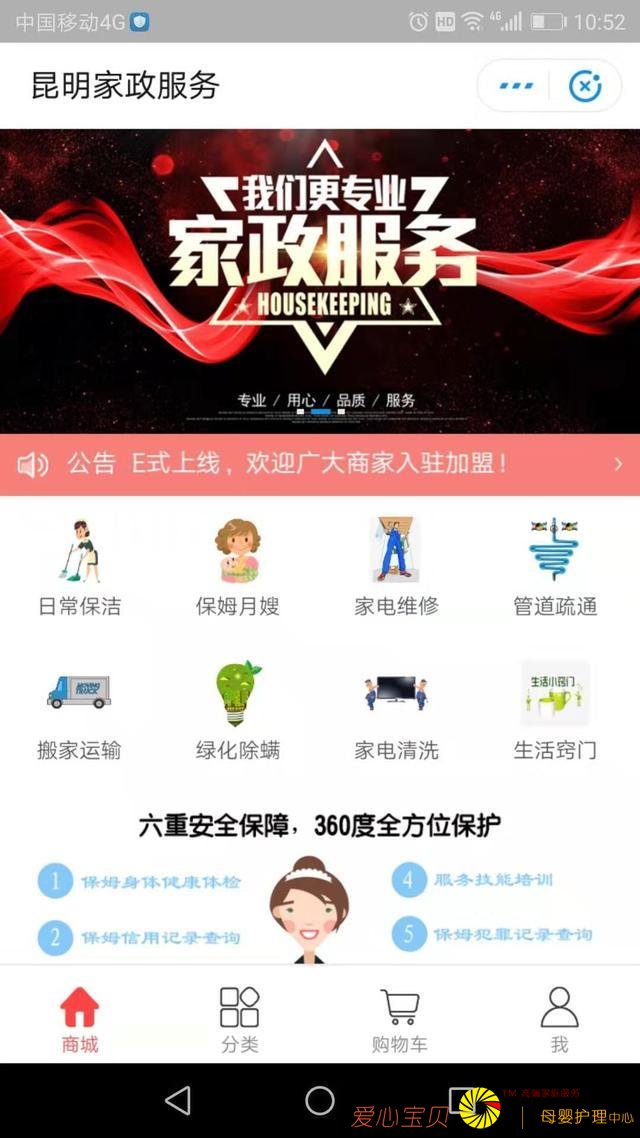 中国移动4G HD 4G 10:52
昆明家政服务
我们更专业
家政服务
HOUSEKEEPING
专业 / 用心 / 品质 / 服务
公告 E式上线，欢迎广大商家入驻加盟！
日常保洁 保姆月嫂 家电维修 管道疏通
MOVING TRUCK
生活小窍门
搬家运输 绿化除螨 家电清洗 生活窍门
六重安全保障，360度全方位保护
1 保姆身体健康体检 4 服务技能培训
2 保姆信用记录查询 5 保姆犯罪记录查询
商城 分类 购物车 我
爱心宝贝 | 母婴护理中心